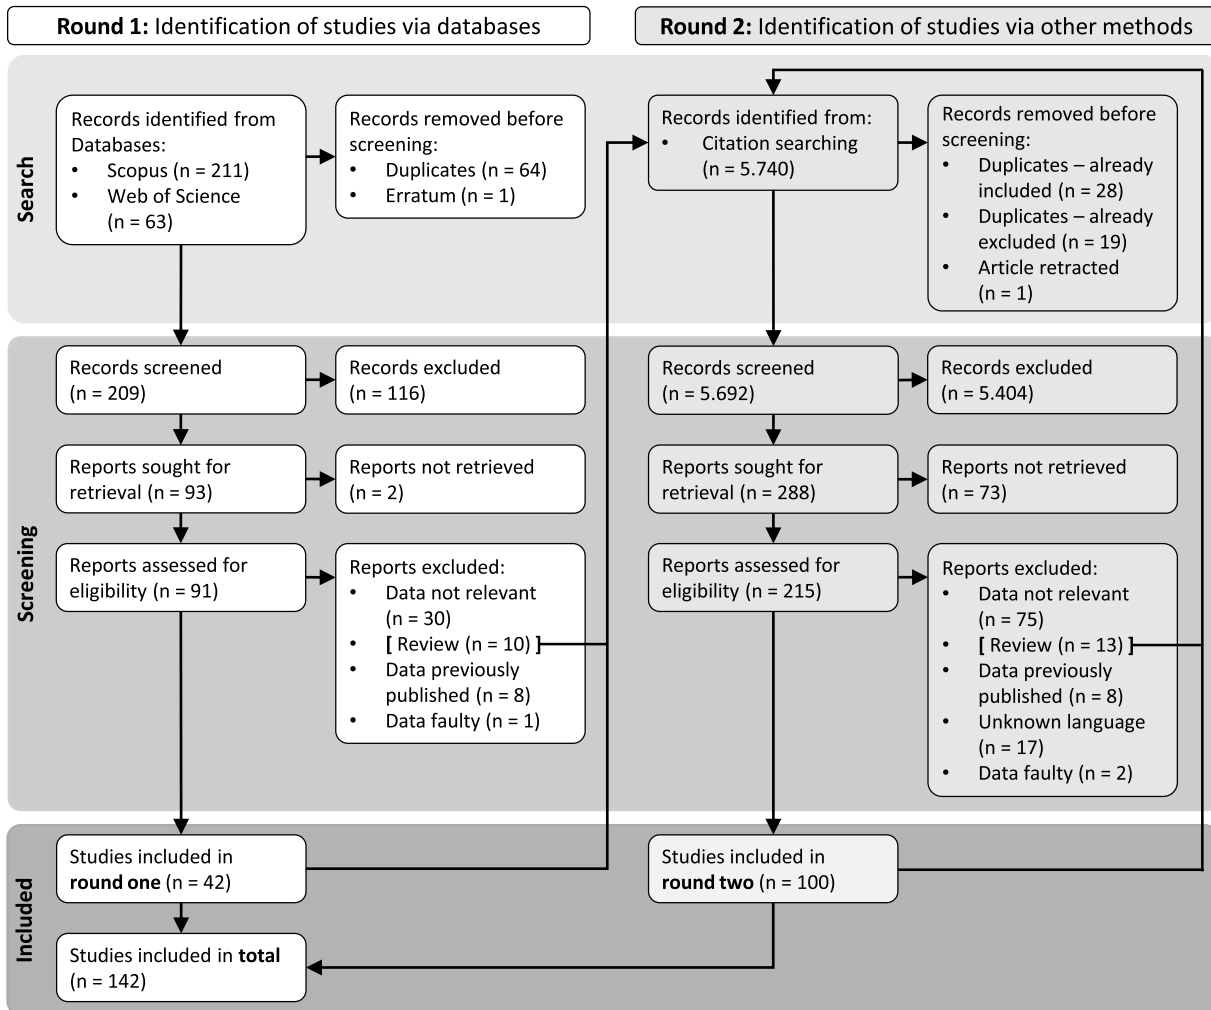 Round 1: Identification of studies via databases
Round 2: Identification of studies via other methods
Search
Records identified from
Databases:
• Scopus (n = 211)
• Web of Science
(n = 63)
Records removed before
screening:
• Duplicates (n = 64)
• Erratum (n = 1)
Records identified from:
• Citation searching
(n = 5.740)
Records removed before
screening:
• Duplicates – already
included (n = 28)
• Duplicates – already
excluded (n = 19)
• Article retracted
(n = 1)
Screening
Records screened
(n = 209)
Records excluded
(n = 116)
Reports sought for
retrieval (n = 93)
Reports not retrieved
(n = 2)
Reports assessed for
eligibility (n = 91)
Reports excluded:
• Data not relevant
(n = 30)
• [ Review (n = 10) ]
• Data previously
published (n = 8)
• Data faulty (n = 1)
Records screened
(n = 5.692)
Records excluded
(n = 5.404)
Reports sought for
retrieval (n = 288)
Reports not retrieved
(n = 73)
Reports assessed for
eligibility (n = 215)
Reports excluded:
• Data not relevant
(n = 75)
• [ Review (n = 13) ]
• Data previously
published (n = 8)
• Unknown language
(n = 17)
• Data faulty (n = 2)
Included
Studies included in
round one (n = 42)
Studies included in
round two (n = 100)
Studies included in total
(n = 142)